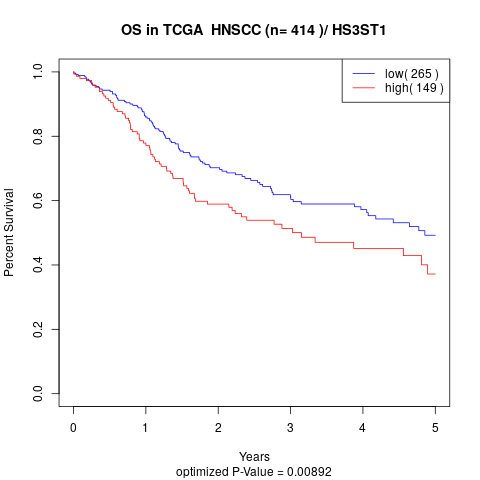 OS in TCGA  HNSCC (n= 414 )/ HS3ST1
low( 265 )
high( 149 )
Percent Survival
1.0
0.8
0.6
0.4
0.2
0.0
0 1 2 3 4 5
Years
optimized P-Value = 0.00892